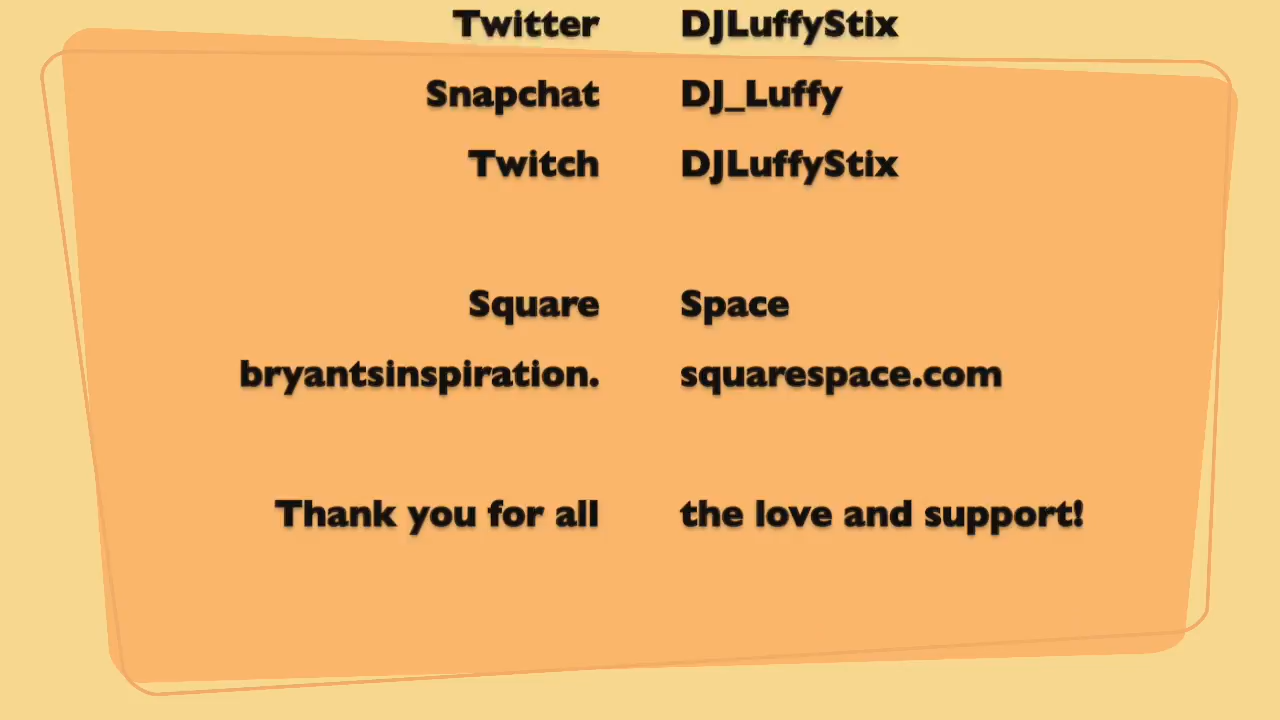 Twitter DJLuffyStix
Snapchat DJ_Luffy
Twitch DJLuffyStix
Square Space
bryantsinspiration. squarespace.com
Thank you for all the love and support!